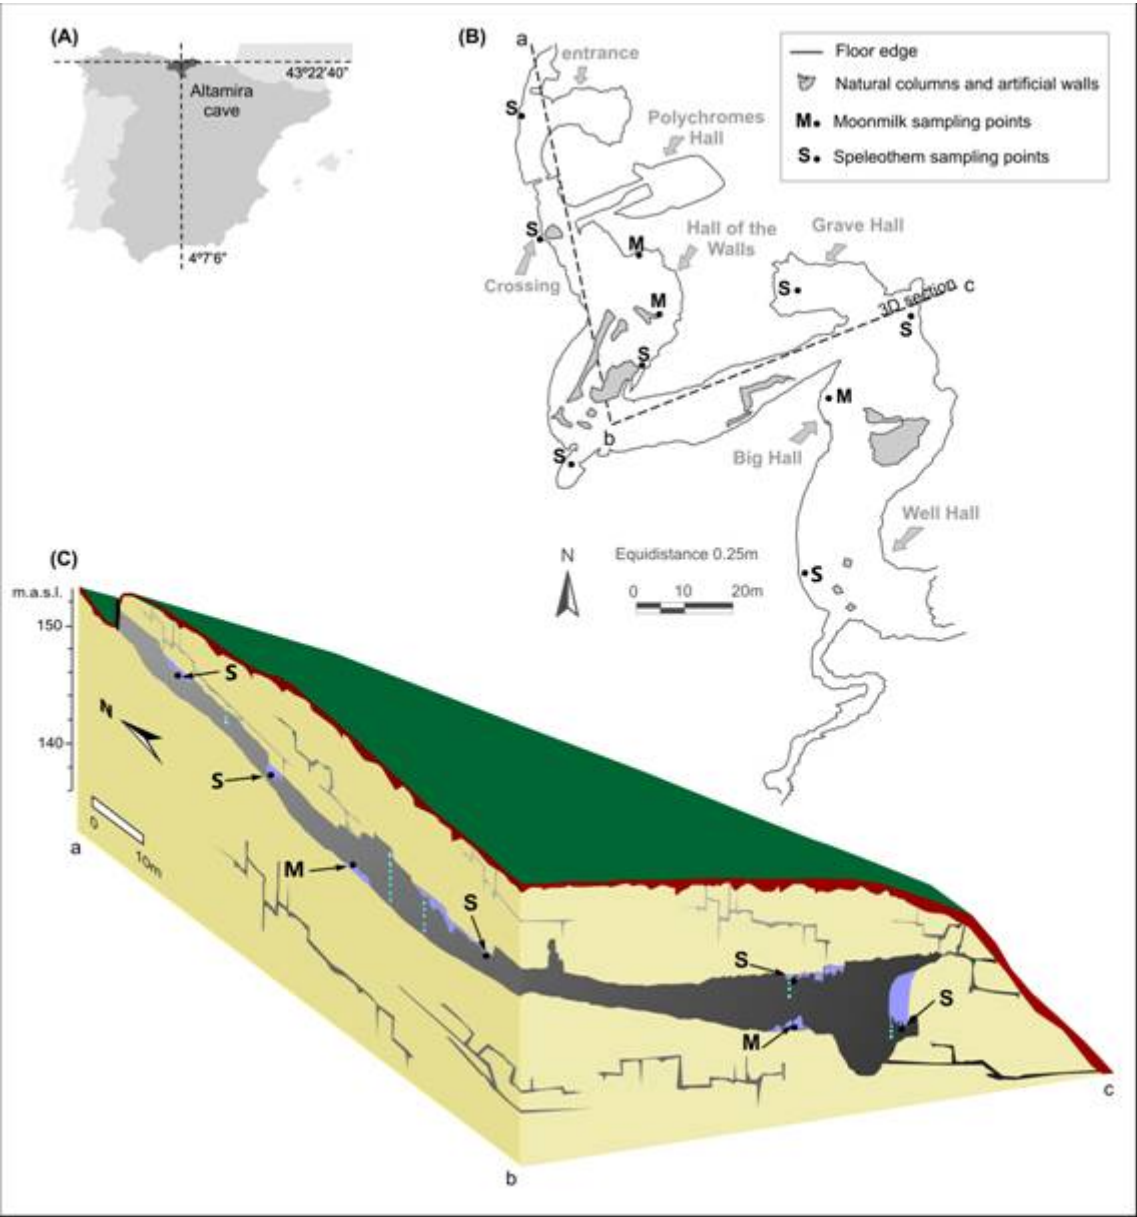 (A)
43º22'40"
Altamira
cave
4º7'6"
(B)
a
entrance
S
Polychromes
Hall
S
Crossing
M
Hall of the
Walls
M
S
b
S
Grave Hall
S
3D section c
S
M
Big Hall
Well Hall
S
Floor edge
Natural columns and artificial walls
M. Moonmilk sampling points
S. Speleothem sampling points
N
Equidistance 0.25m
0 10 20m
(C)
m.a.s.l.
150
140
N
0
10m
a
S
S
M
S
S
M
S
b
c